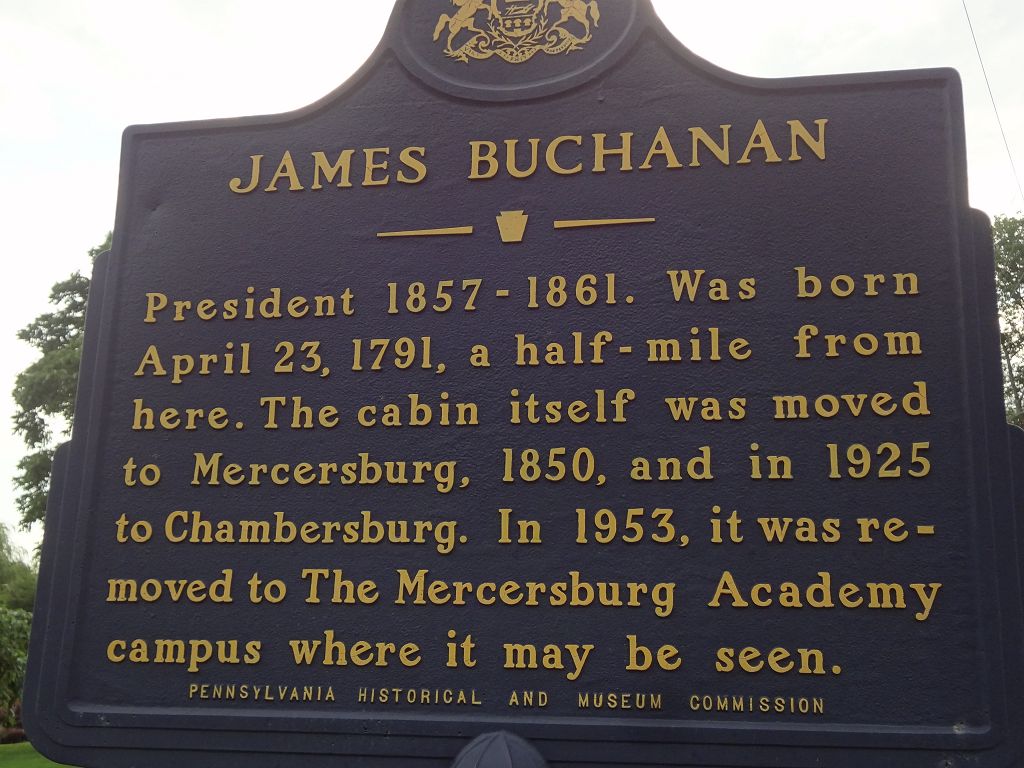 JAMES BUCHANAN
President 1857-1861. Was born
April 23, 1791, a half-mile from
here. The cabin itself was moved
to Mercersburg, 1850, and in 1925
to Chambersburg. In 1953, it was re-
moved to The Mercersburg Academy
campus where it may be seen.
PENNSYLVANIA HISTORICAL AND MUSEUM COMMISSION